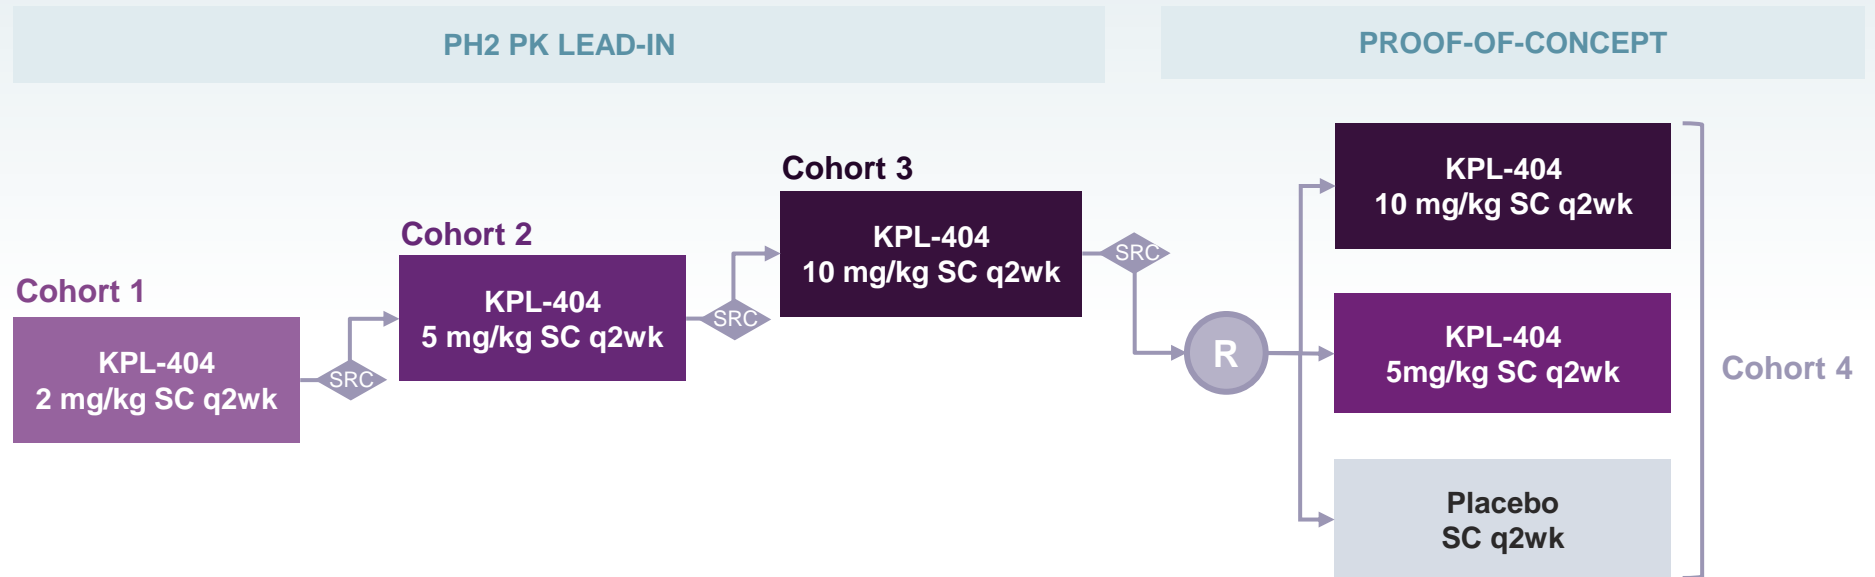 PH2 PK LEAD-IN
PROOF-OF-CONCEPT
Cohort 1
KPL-404
2 mg/kg SC q2wk
SRC
Cohort 2
KPL-404
5 mg/kg SC q2wk
SRC
Cohort 3
KPL-404
10 mg/kg SC q2wk
SRC
R
KPL-404
10 mg/kg SC q2wk
KPL-404
5mg/kg SC q2wk
Placebo
SC q2wk
Cohort 4